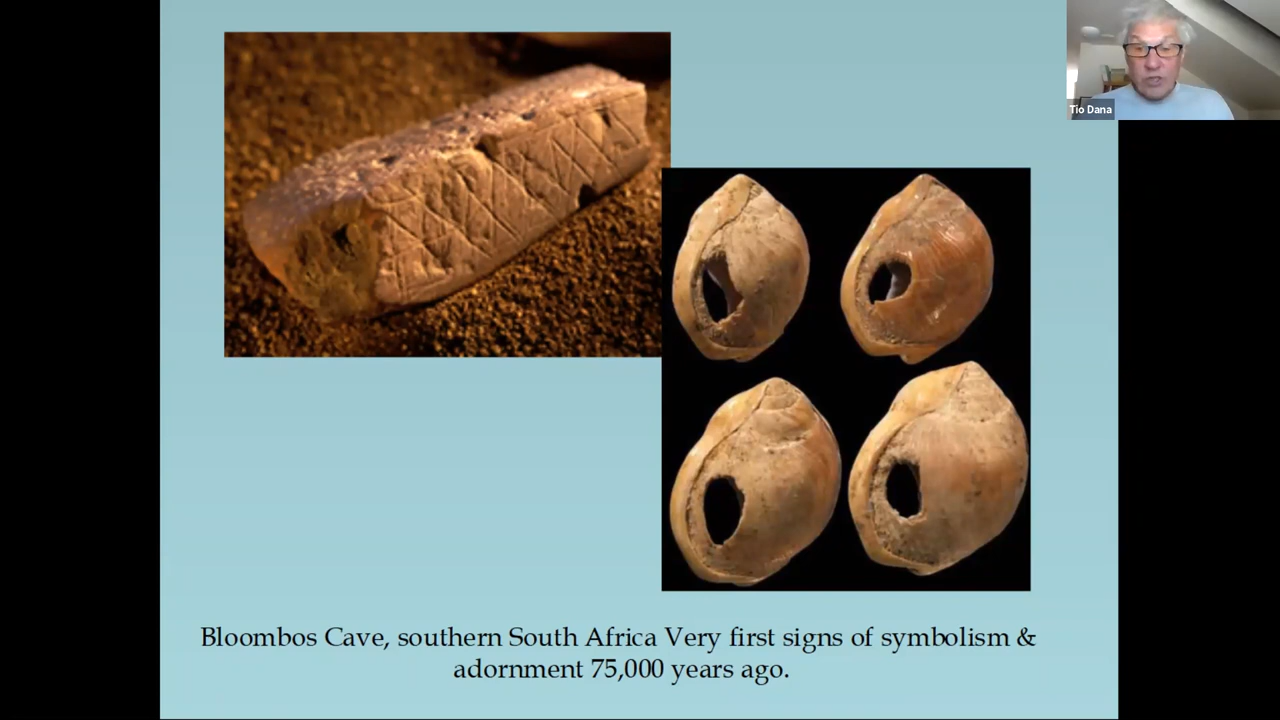 Tio Dana
Bloombos Cave, southern South Africa Very first signs of symbolism &
adornment 75,000 years ago.